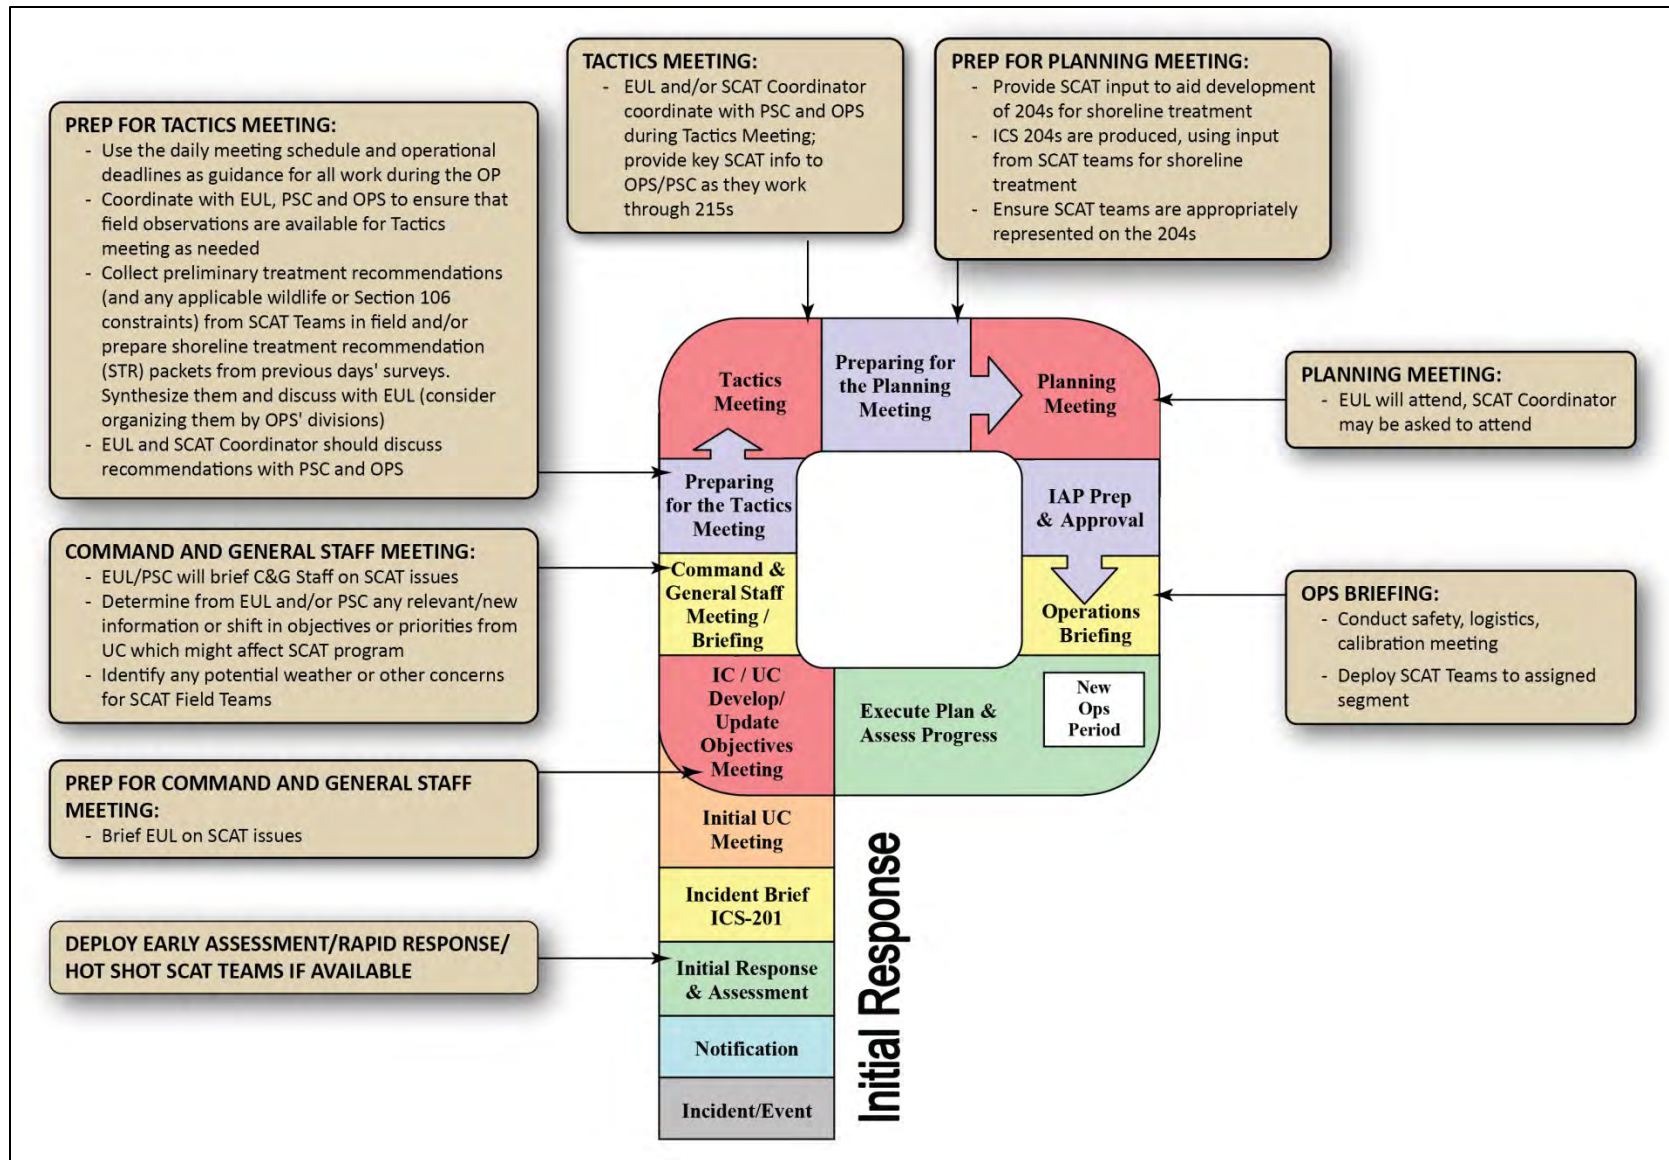 TACTICS MEETING:
- EUL and/or SCAT Coordinator
coordinate with PSC and OPS
during Tactics Meeting;
provide key SCAT info to
OPS/PSC as they work
through 215s
PREP FOR PLANNING MEETING:
- Provide SCAT input to aid development
of 204s for shoreline treatment
- ICS 204s are produced, using input
from SCAT teams for shoreline
treatment
- Ensure SCAT teams are appropriately
represented on the 204s
PREP FOR TACTICS MEETING:
- Use the daily meeting schedule and operational
deadlines as guidance for all work during the OP
- Coordinate with EUL, PSC and OPS to ensure that
field observations are available for Tactics
meeting as needed
- Collect preliminary treatment recommendations
(and any applicable wildlife or Section 106
constraints) from SCAT Teams in field and/or
prepare shoreline treatment recommendation
(STR) packets from previous days' surveys.
Synthesize them and discuss with EUL (consider
organizing them by OPS' divisions)
- EUL and SCAT Coordinator should discuss
recommendations with PSC and OPS
COMMAND AND GENERAL STAFF MEETING:
- EUL/PSC will brief C&G Staff on SCAT issues
- Determine from EUL and/or PSC any relevant/new
information or shift in objectives or priorities from
UC which might affect SCAT program
- Identify any potential weather or other concerns
for SCAT Field Teams
PREP FOR COMMAND AND GENERAL STAFF
MEETING:
- Brief EUL on SCAT issues
DEPLOY EARLY ASSESSMENT/RAPID RESPONSE/
HOT SHOT SCAT TEAMS IF AVAILABLE
Tactics
Meeting
Preparing for
the Planning
Meeting
Planning
Meeting
Preparing
for the Tactics
Meeting
IAP Prep
& Approval
Command &
General Staff
Meeting /
Briefing
Operations
Briefing
IC / UC
Develop/
Update
Objectives
Meeting
Execute Plan &
Assess Progress
New
Ops
Period
Initial UC
Meeting
Incident Brief
ICS-201
Initial Response
& Assessment
Notification
Incident/Event
Initial Response
PLANNING MEETING:
- EUL will attend, SCAT Coordinator
may be asked to attend
OPS BRIEFING:
- Conduct safety, logistics,
calibration meeting
- Deploy SCAT Teams to assigned
segment